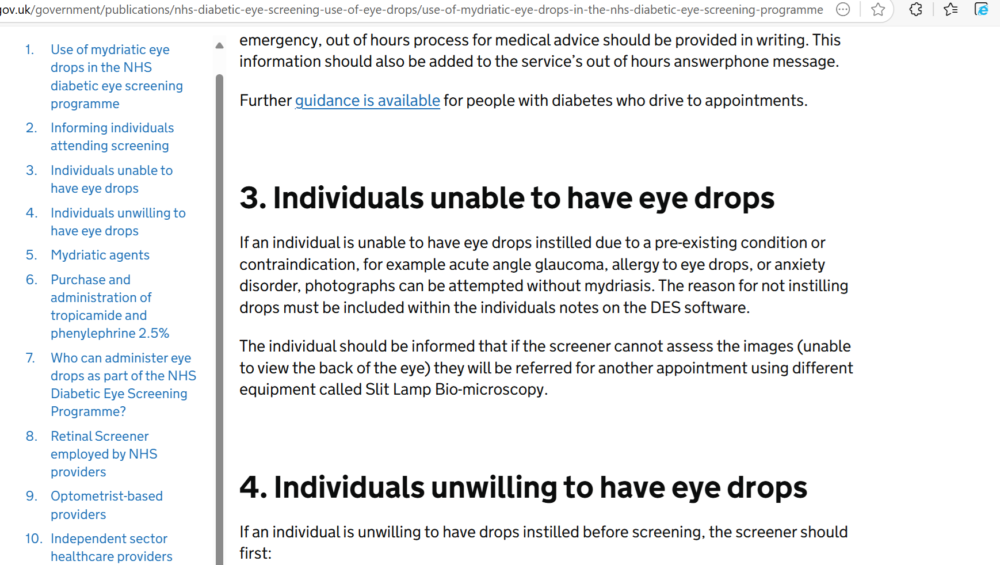 gov.uk/government/publications/nhs-diabetic-eye-screening-use-of-eye-drops/use-of-mydriatic-eye-drops-in-the-nhs-diabetic-eye-screening-programme
1. Use of mydriatic eye
drops in the NHS
diabetic eye screening
programme
2. Informing individuals
attending screening
3. Individuals unable to
have eye drops
4. Individuals unwilling to
have eye drops
5. Mydriatic agents
6. Purchase and
administration of
tropicamide and
phenylephrine 2.5%
7. Who can administer eye
drops as part of the NHS
Diabetic Eye Screening
Programme?
8. Retinal Screener
employed by NHS
providers
9. Optometrist-based
providers
10. Independent sector
healthcare providers
emergency, out of hours process for medical advice should be provided in writing. This
information should also be added to the service’s out of hours answerphone message.
Further guidance is available for people with diabetes who drive to appointments.
3. Individuals unable to have eye drops
If an individual is unable to have eye drops instilled due to a pre-existing condition or
contraindication, for example acute angle glaucoma, allergy to eye drops, or anxiety
disorder, photographs can be attempted without mydriasis. The reason for not instilling
drops must be included within the individuals notes on the DES software.
The individual should be informed that if the screener cannot assess the images (unable
to view the back of the eye) they will be referred for another appointment using different
equipment called Slit Lamp Bio-microscopy.
4. Individuals unwilling to have eye drops
If an individual is unwilling to have drops instilled before screening, the screener should
first: